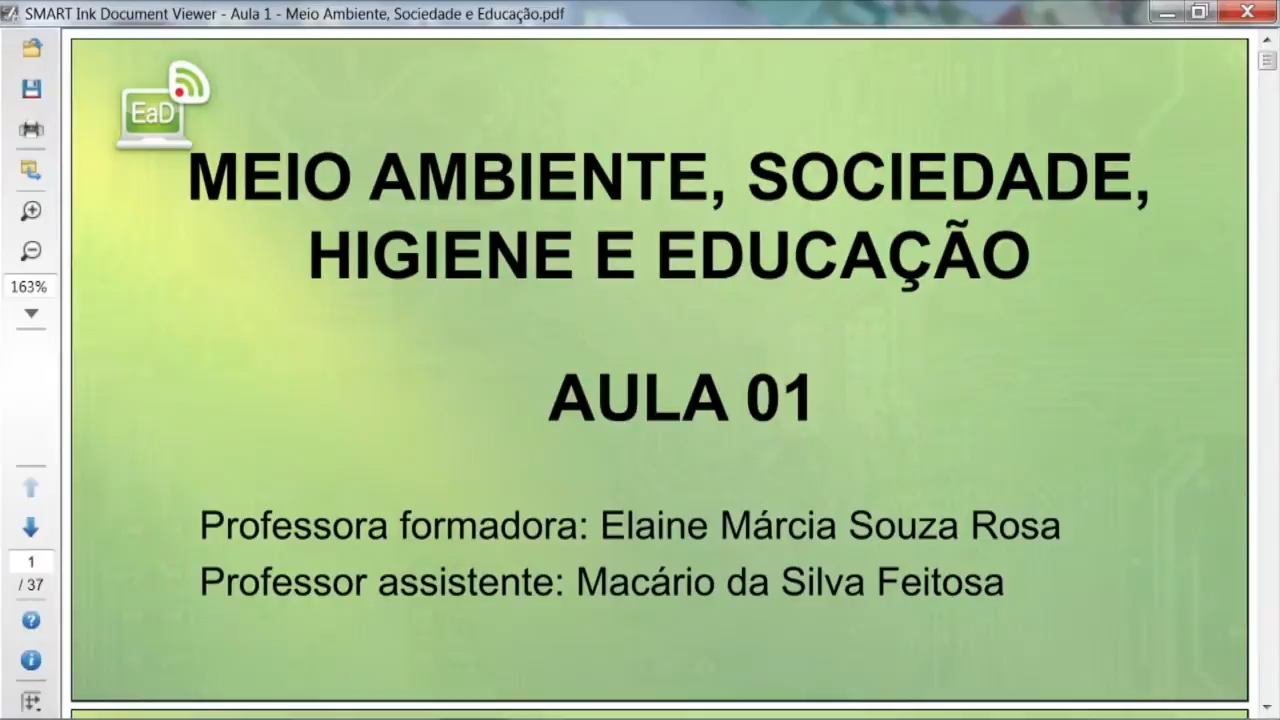 SMART Ink Document Viewer - Aula 1 - Meio Ambiente, Sociedade e Educação.pdf
EaD
MEIO AMBIENTE, SOCIEDADE,
HIGIENE E EDUCAÇÃO
AULA 01
Professora formadora: Elaine Márcia Souza Rosa
Professor assistente: Macário da Silva Feitosa
163%
1
/ 37